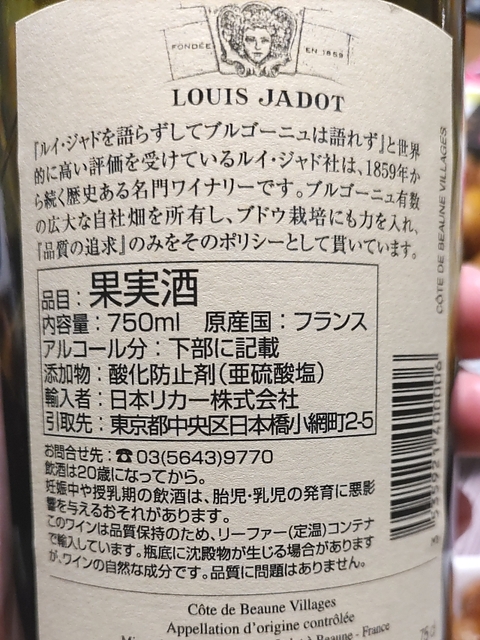 FONDÉE EN 1859
LOUIS JADOT
『ルイ・ジャドを語らずしてブルゴーニュは語れず』と世界
的に高い評価を受けているルイ・ジャド社は、1859年か
ら続く歴史ある名門ワイナリーです。ブルゴーニュ有数
の広大な自社畑を所有し、ブドウ栽培にも力を入れ、
『品質の追求』のみをそのポリシーとして貫いています。
品目：果実酒
内容量：750ml 原産国：フランス
アルコール分：下部に記載
添加物：酸化防止剤（亜硫酸塩）
輸入者：日本リカー株式会社
引取先：東京都中央区日本橋小網町2-5
お問合せ先：☎03(5643)9770
飲酒は20歳になってから。
妊娠中や授乳期の飲酒は、胎児・乳児の発育に悪影
響を与えるおそれがあります。
このワインは品質保持のため、リーファー(定温)コンテナ
で輸入しています。瓶底に沈殿物が生じる場合があります
が、ワインの自然な成分です。品質に問題はありません。
Côte de Beaune Villages
Appellation d'origine contrôlée
Beaune - France
CÔTE DE BEAUNE VILLAGES